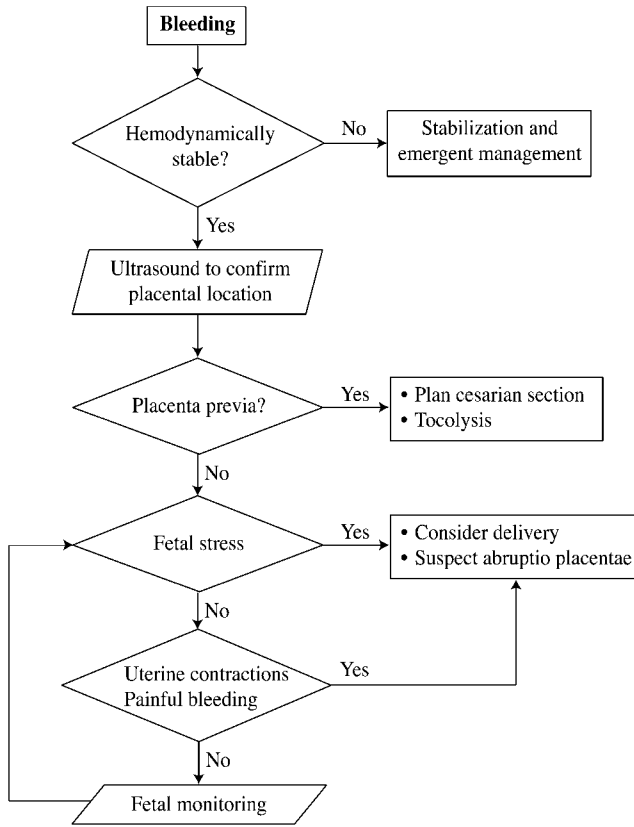 Bleeding
Hemodynamically
stable?
No
Stabilization and
emergent management
Yes
Ultrasound to confirm
placental location
Placenta previa?
Yes
• Plan cesarian section
• Tocolysis
No
Fetal stress
Yes
• Consider delivery
• Suspect abruptio placentae
No
Uterine contractions
Painful bleeding
Yes
No
Fetal monitoring